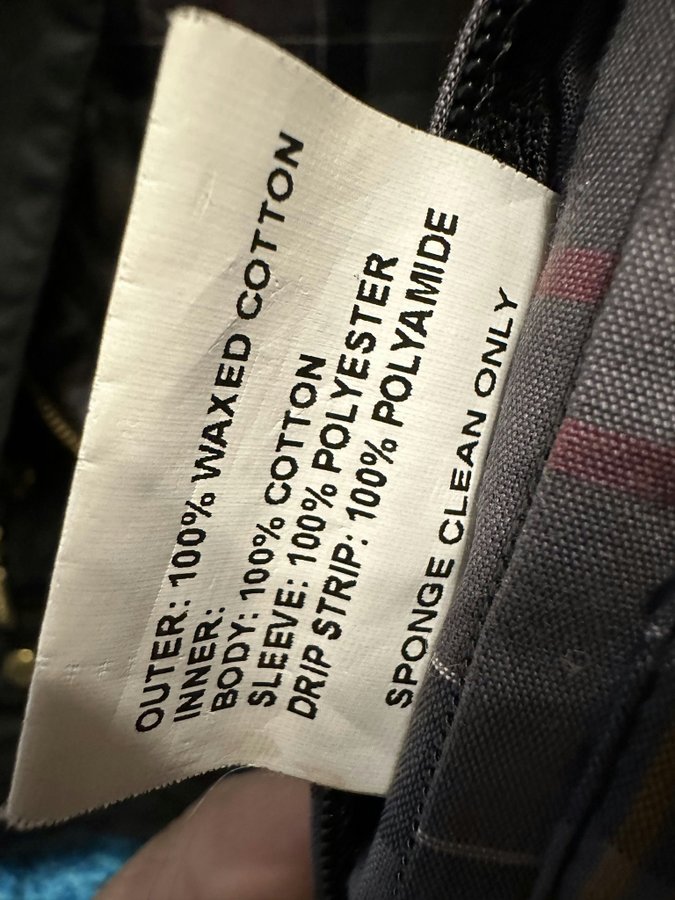 OUTER: 100% WAXED COTTON
INNER:
BODY: 100% COTTON
SLEEVE: 100% POLYESTER
DRIP STRIP: 100% POLYAMIDE
SPONGE CLEAN ONLY